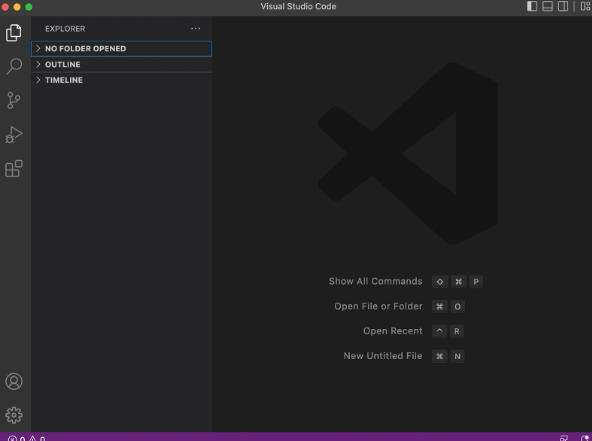 Visual Studio Code
EXPLORER
NO FOLDER OPENED
OUTLINE
TIMELINE
Show All Commands ⇧ ⌘ P
Open File or Folder ⌘ O
Open Recent ^ R
New Untitled File ⌘ N
0 0